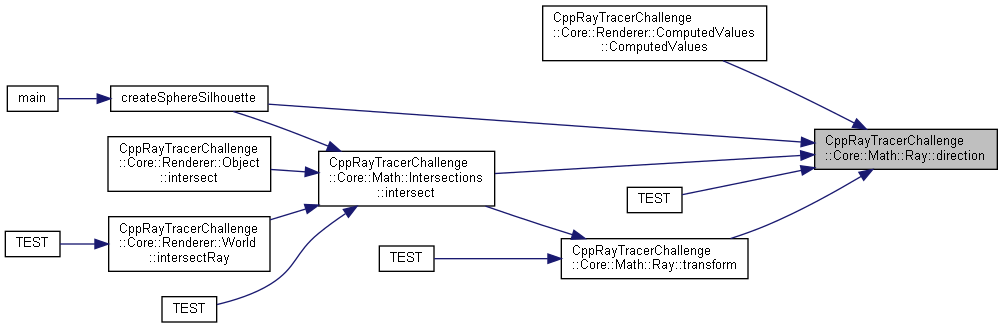 CppRayTracerChallenge
::Core::Renderer::ComputedValues
::ComputedValues
main
createSphereSilhouette
CppRayTracerChallenge
::Core::Renderer::Object
::intersect
CppRayTracerChallenge
::Core::Math::Intersections
::intersect
CppRayTracerChallenge
::Core::Math::Ray::direction
TEST
TEST
CppRayTracerChallenge
::Core::Renderer::World
::intersectRay
TEST
CppRayTracerChallenge
::Core::Math::Ray::transform
TEST